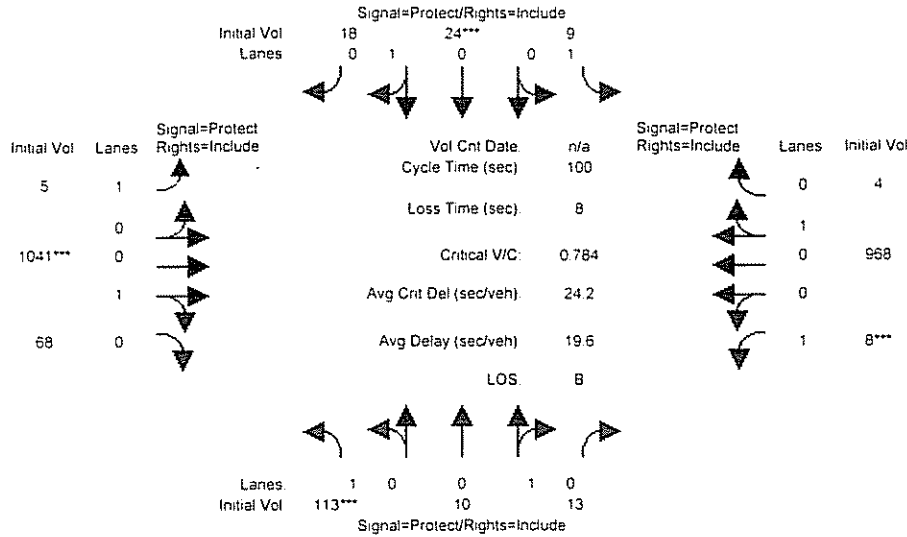 Signal=Protect/Rights=Include
Initial Vol 18 24*** 9
Lanes 0 1 0 0 1
Signal=Protect
Initial Vol Lanes Rights=Include
Vol Cnt Date. n/a
Signal=Protect
Rights=Include Lanes Initial Vol
Cycle Time (sec) 100
5 1
0 4
Loss Time (sec). 8
0
1
1041*** 0
Critical V/C: 0.784
0 968
1
Avg Crit Del (sec/veh). 24.2
0
68 0
Avg Delay (sec/veh) 19.6
1 8***
LOS. B
Lanes. 1 0 0 1 0
Initial Vol 113*** 10 13
Signal=Protect/Rights=Include